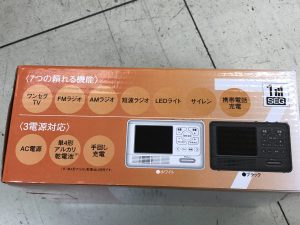 〈7つの頼れる機能〉
ワンセグ
TV
FMラジオ
AMラジオ
短波ラジオ
LEDライト
サイレン
携帯電話
充電
1
SEG
〈3電源対応〉
AC電源
単4形
アルカリ
乾電池*
手回し
充電
●ホワイト
●ブラック